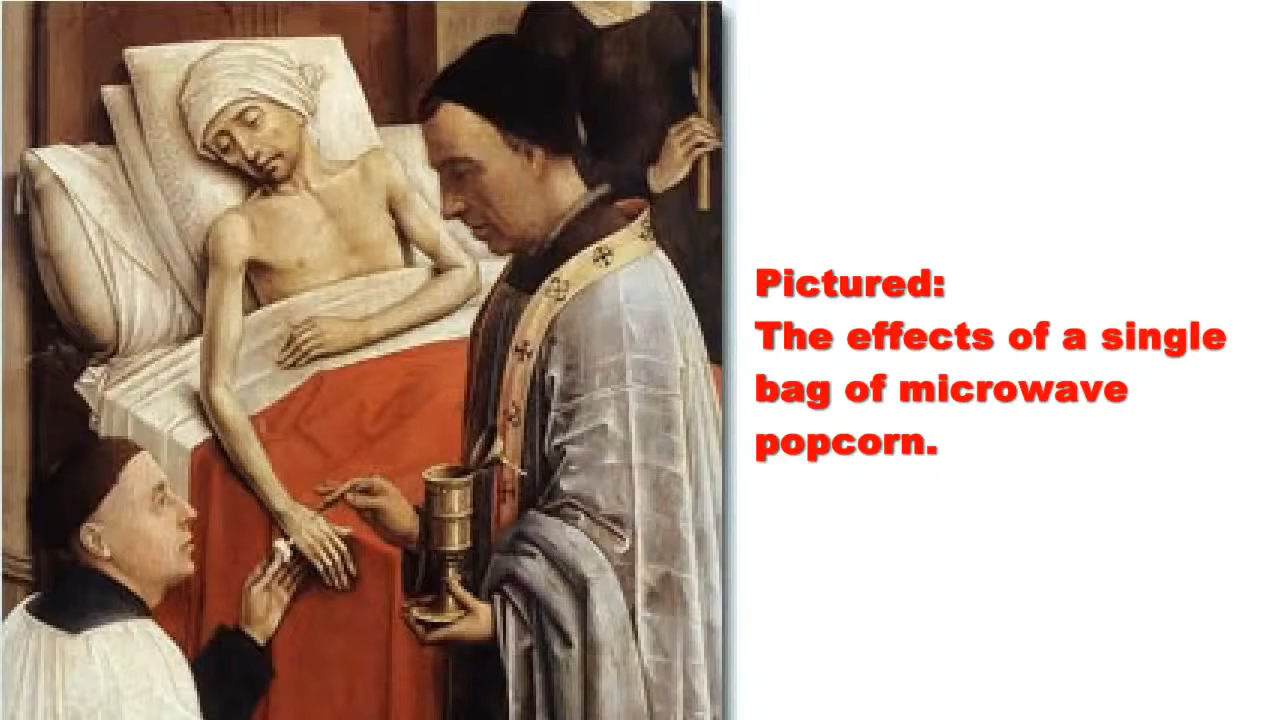 Pictured:
The effects of a single
bag of microwave
popcorn.